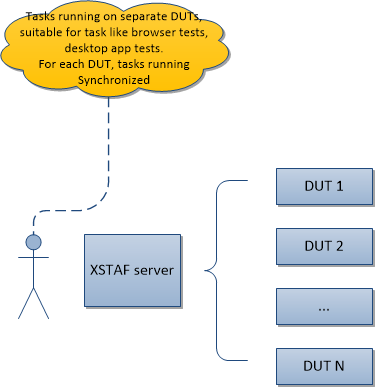 Tasks running on separate DUTs,
suitable for task like browser tests,
desktop app tests.
For each DUT, tasks running
Synchronized
XSTAF server
DUT 1
DUT 2
...
DUT N